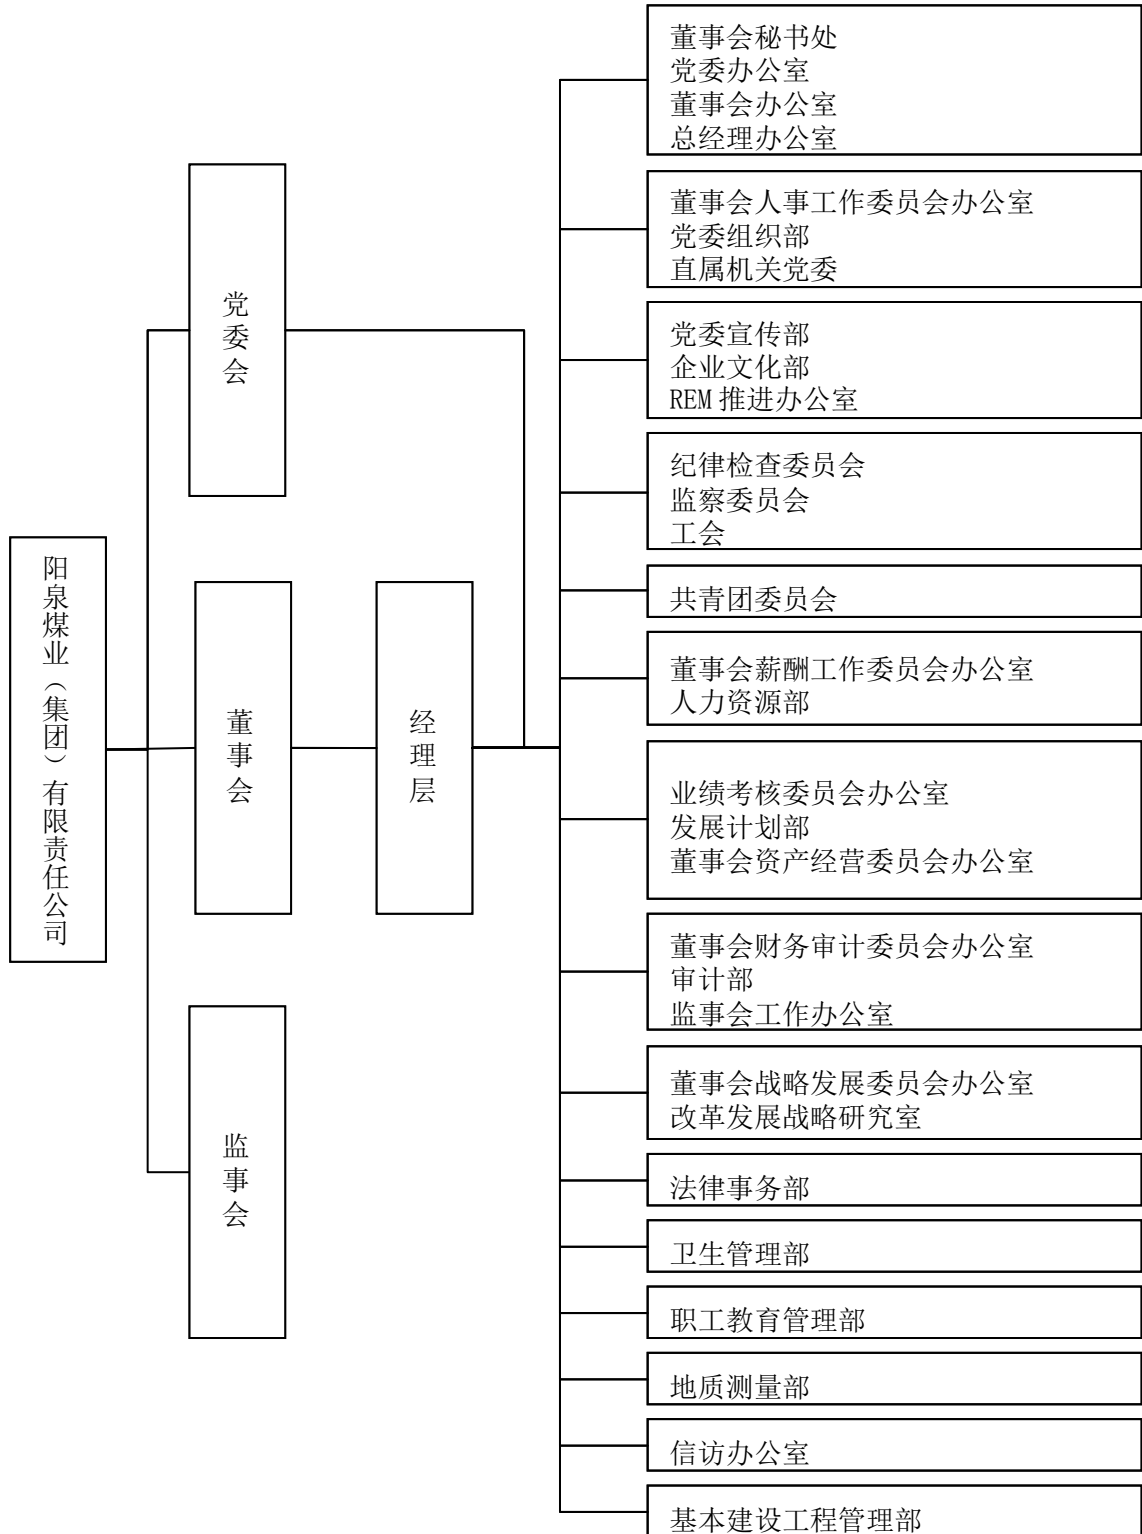 阳泉煤业（集团）有限责任公司
党委会
董事会
监事会
经理层
董事会秘书处
党委办公室
董事会办公室
总经理办公室
董事会人事工作委员会办公室
党委组织部
直属机关党委
党委宣传部
企业文化部
REM 推进办公室
纪律检查委员会
监察委员会
工会
共青团委员会
董事会薪酬工作委员会办公室
人力资源部
业绩考核委员会办公室
发展计划部
董事会资产经营委员会办公室
董事会财务审计委员会办公室
审计部
监事会工作办公室
董事会战略发展委员会办公室
改革发展战略研究室
法律事务部
卫生管理部
职工教育管理部
地质测量部
信访办公室
基本建设工程管理部